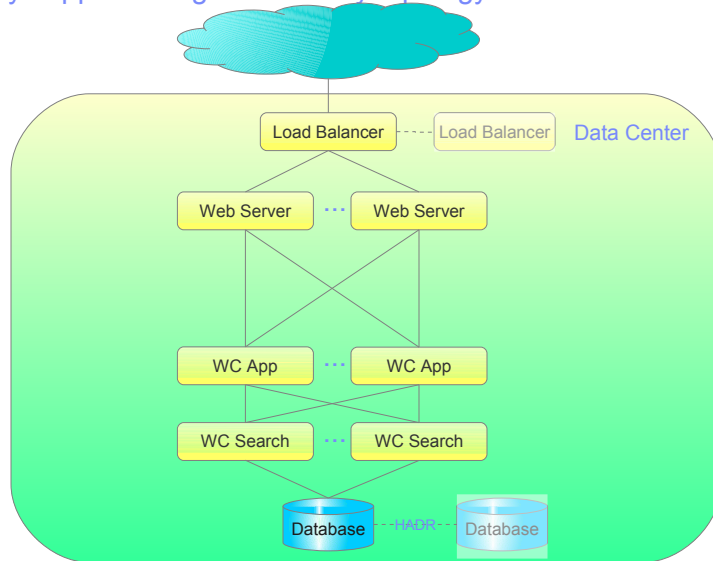 Load Balancer
Load Balancer
Data Center
Web Server
...
Web Server
WC App
...
WC App
WC Search
...
WC Search
Database
HADR
Database